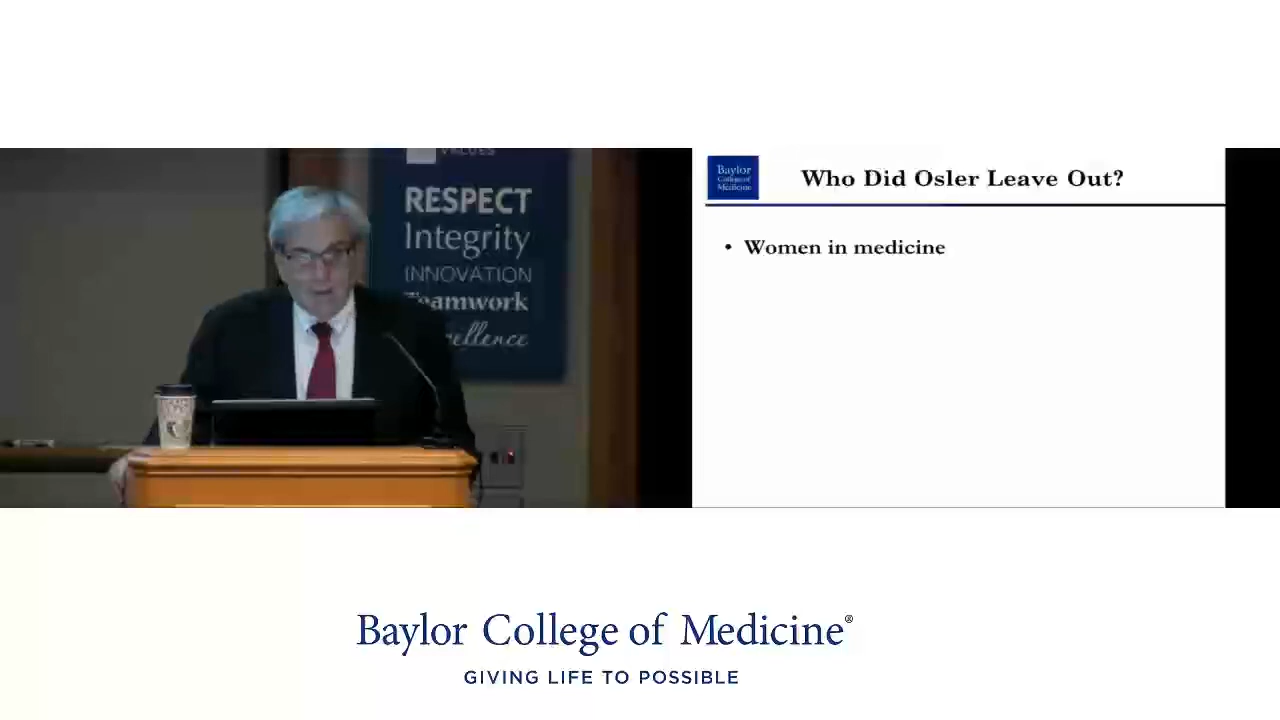 VALUES
RESPECT
Integrity
INNOVATION
Teamwork
Baylor
College of
Medicine
Who Did Osler Leave Out?
• Women in medicine
Baylor College of Medicine®
GIVING LIFE TO POSSIBLE